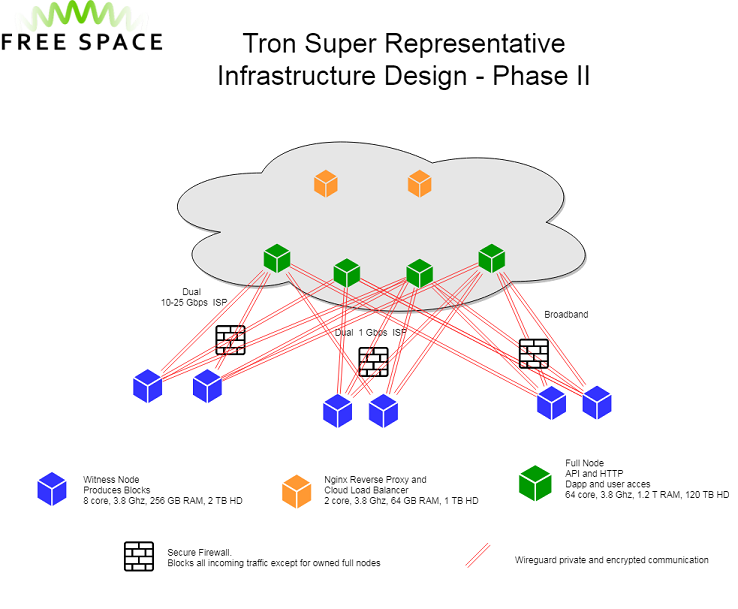 FREE SPACE
Tron Super Representative
Infrastructure Design - Phase II
Dual
10-25 Gbps ISP
Dual 1 Gbps ISP
Broadband
Witness Node
Produces Blocks
8 core, 3.8 Ghz, 256 GB RAM, 2 TB HD
Nginx Reverse Proxy and
Cloud Load Balancer
2 core, 3.8 Ghz, 64 GB RAM, 1 TB HD
Full Node
API and HTTP
Dapp and user acces
64 core, 3.8 Ghz, 1.2 T RAM, 120 TB HD
Secure Firewall.
Blocks all incoming traffic except for owned full nodes
Wireguard private and encrypted communication